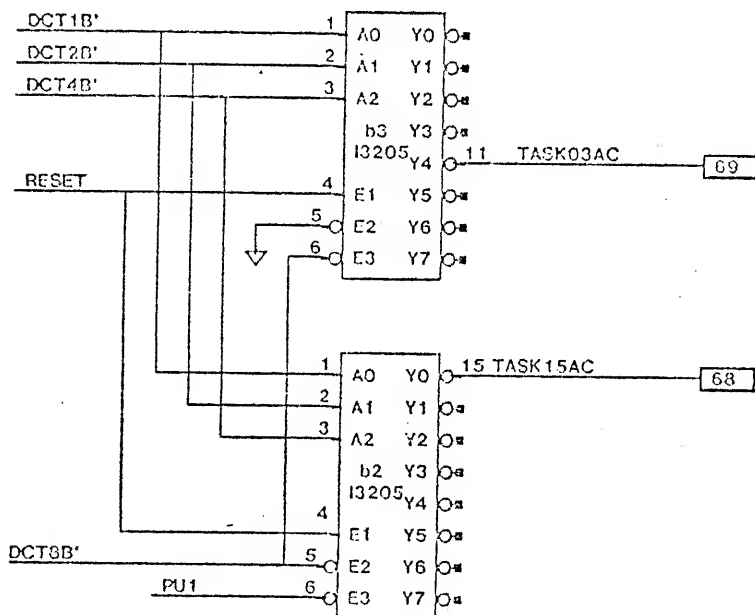 DCT1B' 1 A0 Y0
DCT2B' 2 A1 Y1
DCT4B' 3 A2 Y2
b3 Y3
I3205 Y4 11 TASK03AC 69
RESET 4 E1 Y5
5 E2 Y6
6 E3 Y7
1 A0 Y0 15 TASK15AC 68
2 A1 Y1
3 A2 Y2
b2 Y3
I3205 Y4
4 E1 Y5
DCT8B' 5 E2 Y6
PU1 6 E3 Y7